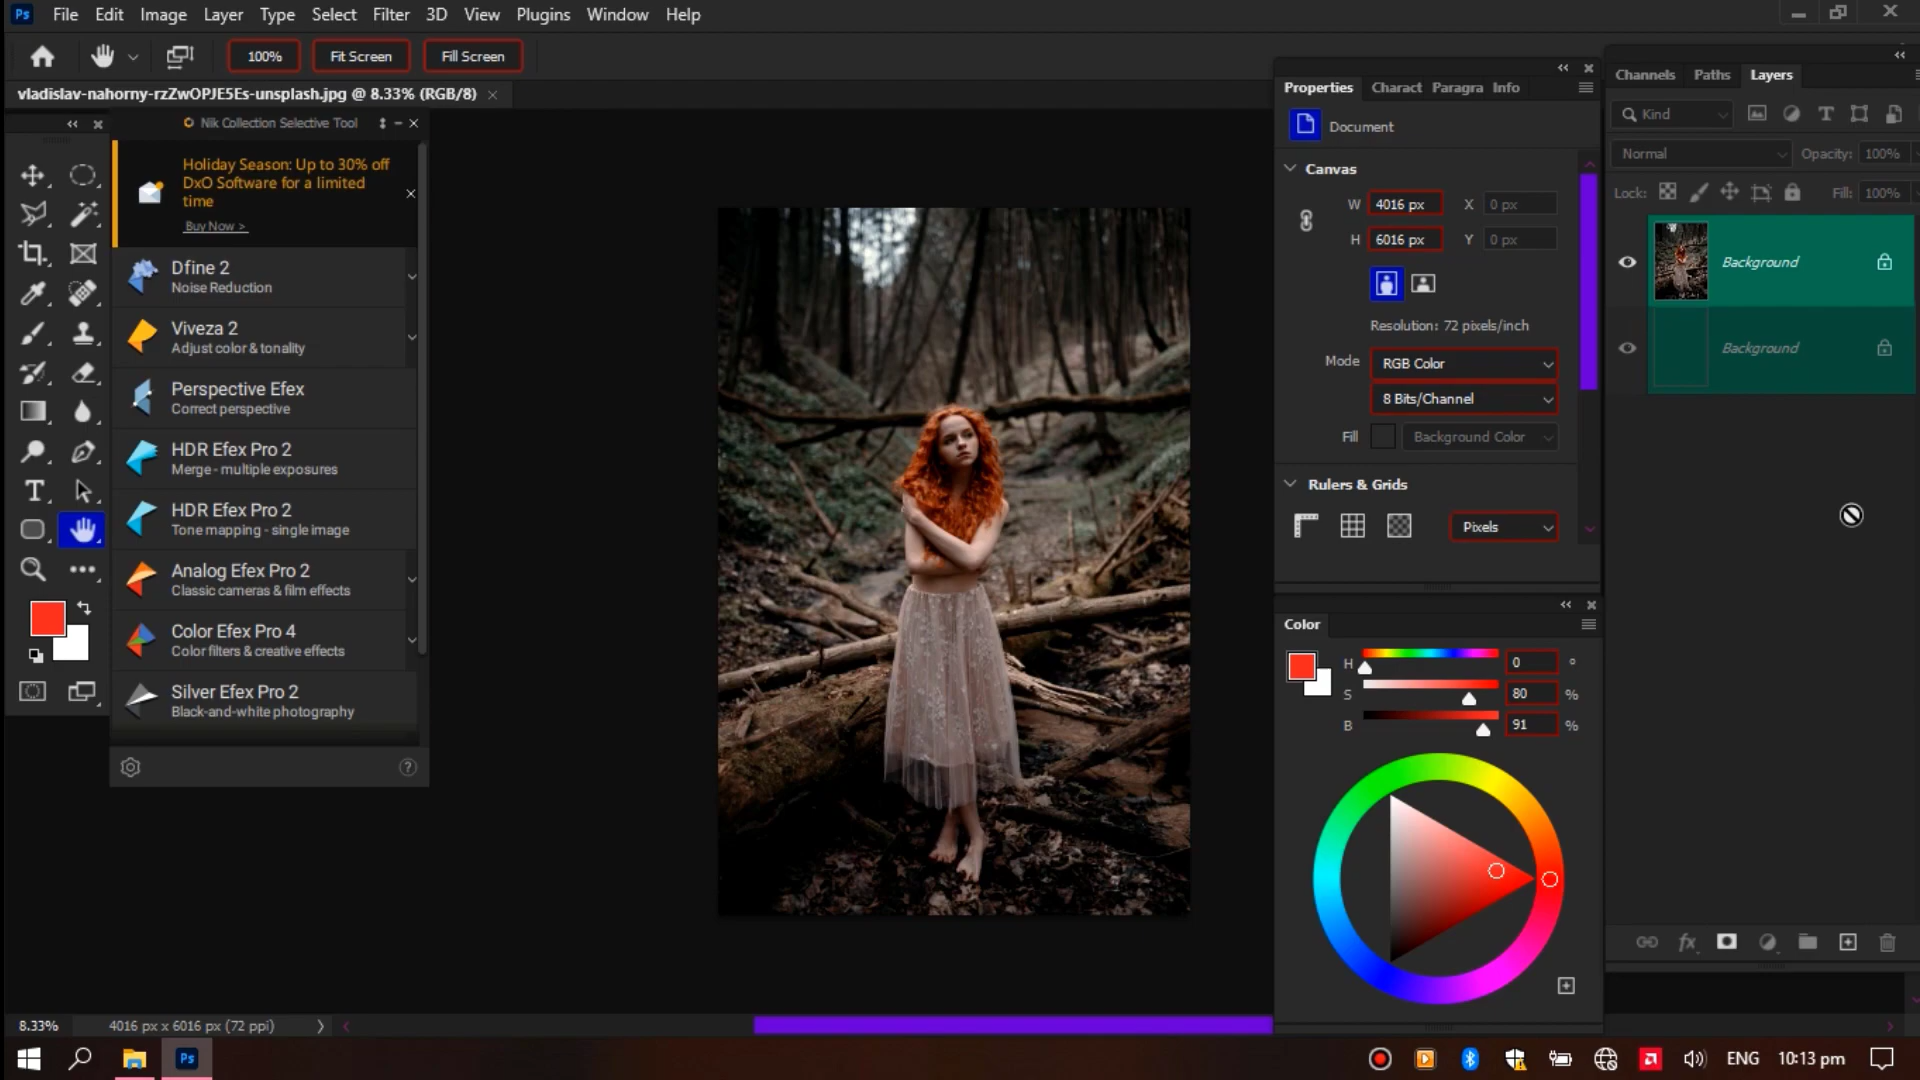 Ps File Edit Image Layer Type Select Filter 3D View Plugins Window Help
100% Fit Screen Fill Screen
vladislav-nahorny-rzZwOPJE5Es-unsplash.jpg @ 8.33% (RGB/8)
Nik Collection Selective Tool
Holiday Season: Up to 30% off
DxO Software for a limited
time
Buy Now >
Dfine 2
Noise Reduction
Viveza 2
Adjust color & tonality
Perspective Efex
Correct perspective
HDR Efex Pro 2
Merge - multiple exposures
HDR Efex Pro 2
Tone mapping - single image
Analog Efex Pro 2
Classic cameras & film effects
Color Efex Pro 4
Color filters & creative effects
Silver Efex Pro 2
Black-and-white photography
Properties Charact Paragra Info
Document
Canvas
W 4016 px X 0 px
H 6016 px Y 0 px
Resolution: 72 pixels/inch
Mode RGB Color
8 Bits/Channel
Fill Background Color
Rulers & Grids
Pixels
Color
H 0 °
S 80 %
B 91 %
Channels Paths Layers
Kind
Normal Opacity: 100%
Lock: Fill: 100%
Background
Background
8.33% 4016 px x 6016 px (72 ppi)
Ps ENG 10:13 pm